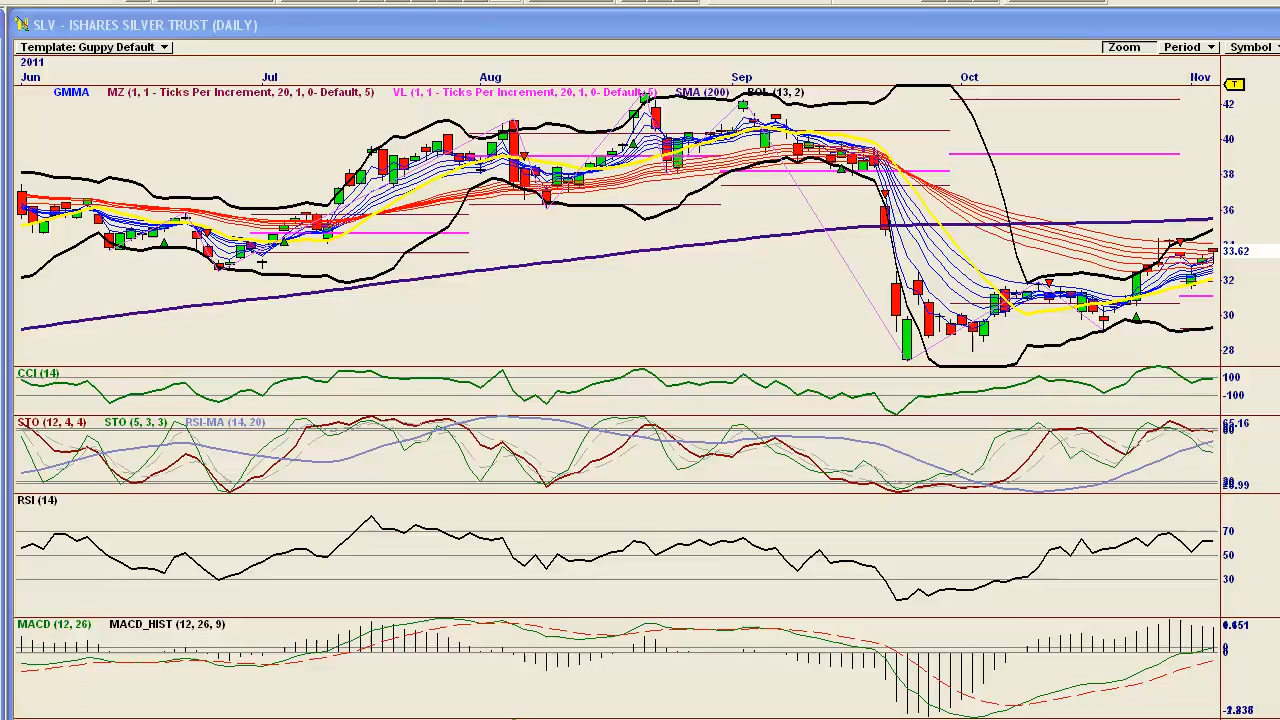 SLV - ISHARES SILVER TRUST (DAILY)
Template: Guppy Default Zoom Period Symbol
2011
Jun Jul Aug Sep Oct Nov
GMMA MZ (1, 1 - Ticks Per Increment, 20, 1, 0- Default, 5) VL (1, 1 - Ticks Per Increment, 20, 1, 0- Default, 5) SMA (200) BOL (13, 2)
T
42
40
38
36
34
33.62
32
30
28
CCI (14)
100
-100
STO (12, 4, 4) STO (5, 3, 3) RSI-MA (14, 20)
RSI (14)
70
50
30
MACD (12, 26) MACD_HIST (12, 26, 9)
0